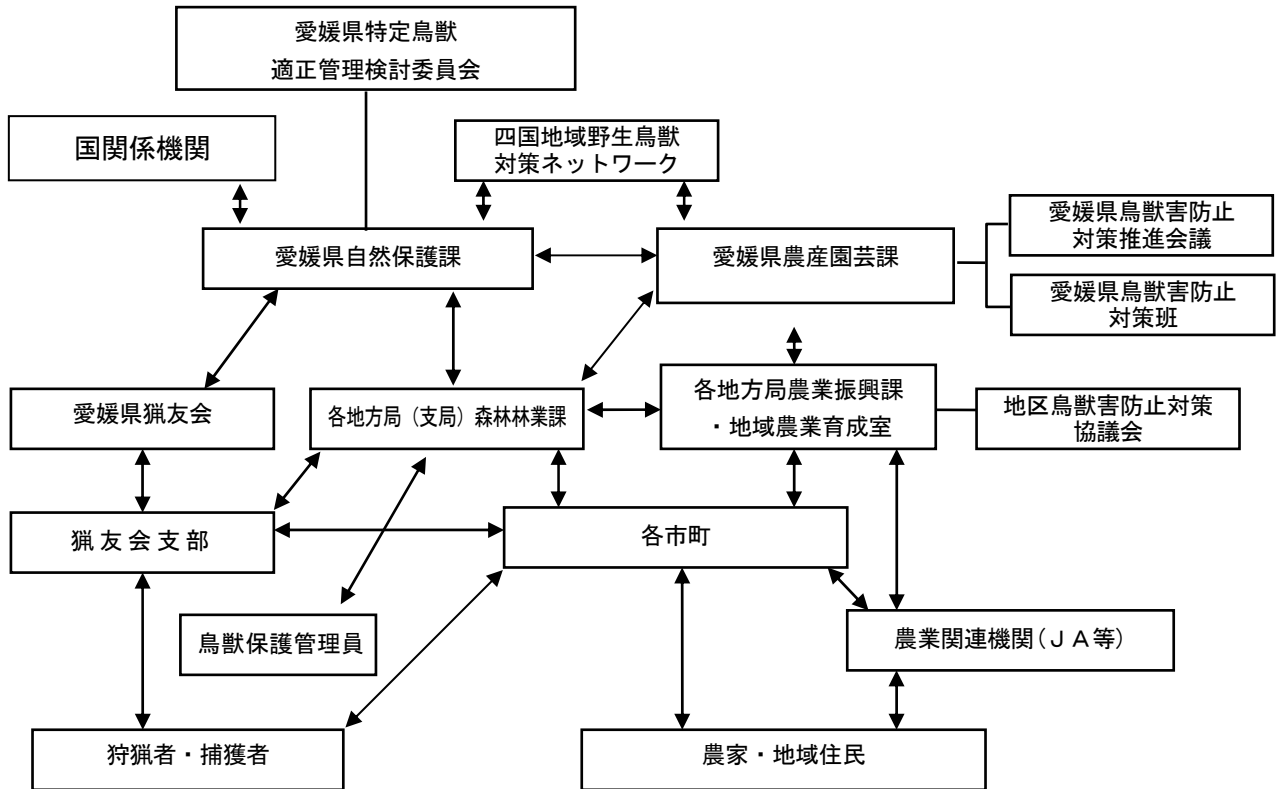 愛媛県特定鳥獣
適正管理検討委員会
国関係機関
四国地域野生鳥獣
対策ネットワーク
愛媛県自然保護課
愛媛県農産園芸課
愛媛県鳥獣害防止
対策推進会議
愛媛県鳥獣害防止
対策班
愛媛県猟友会
各地方局（支局）森林林業課
各地方局農業振興課
・地域農業育成室
地区鳥獣害防止対策
協議会
猟友会支部
各市町
鳥獣保護管理員
農業関連機関（ＪＡ等）
狩猟者・捕獲者
農家・地域住民